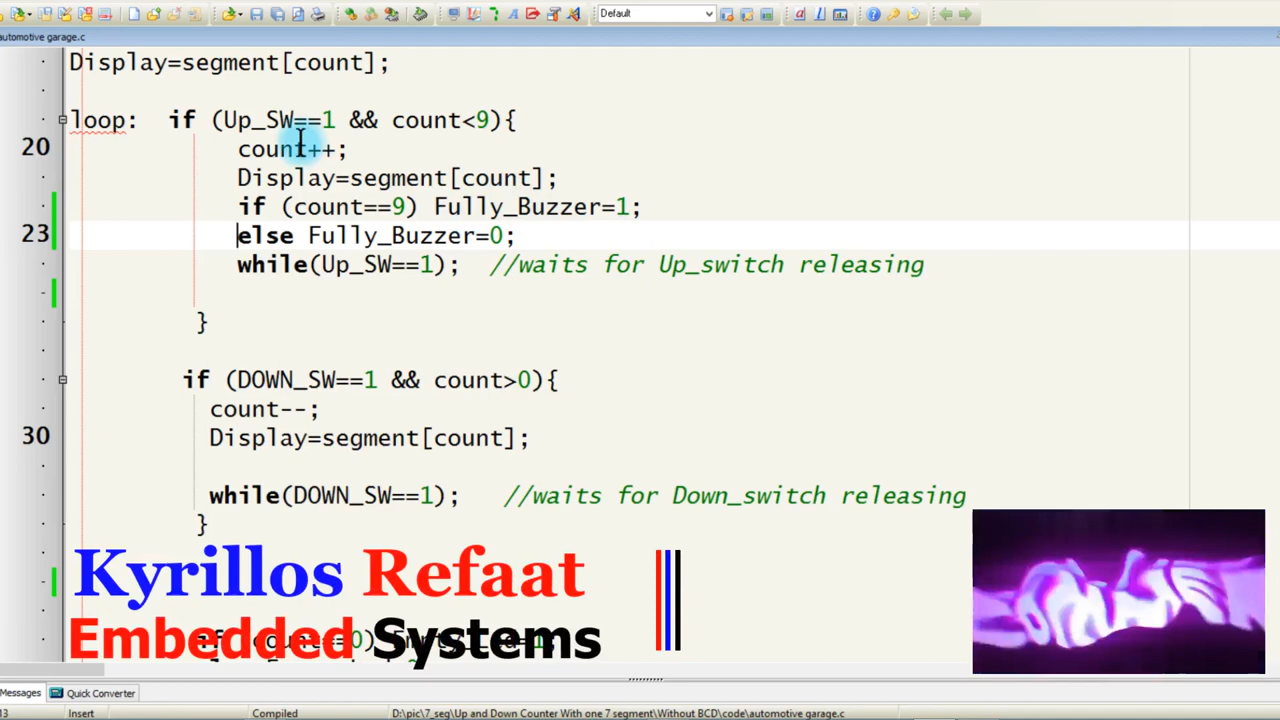 Default
automotive garage.c
Display=segment[count];
loop: if (Up_SW==1 && count<9){
20 count++;
Display=segment[count];
if (count==9) Fully_Buzzer=1;
23 else Fully_Buzzer=0;
while(Up_SW==1); //waits for Up_switch releasing
}
if (DOWN_SW==1 && count>0){
count--;
30 Display=segment[count];
while(DOWN_SW==1); //waits for Down_switch releasing
}
Kyrillos Refaat
Embedded Systems
Messages Quick Converter
13 Insert Compiled D:\pic\7_seg\Up and Down Counter With one 7 segment\Without BCD\code\automotive garage.c